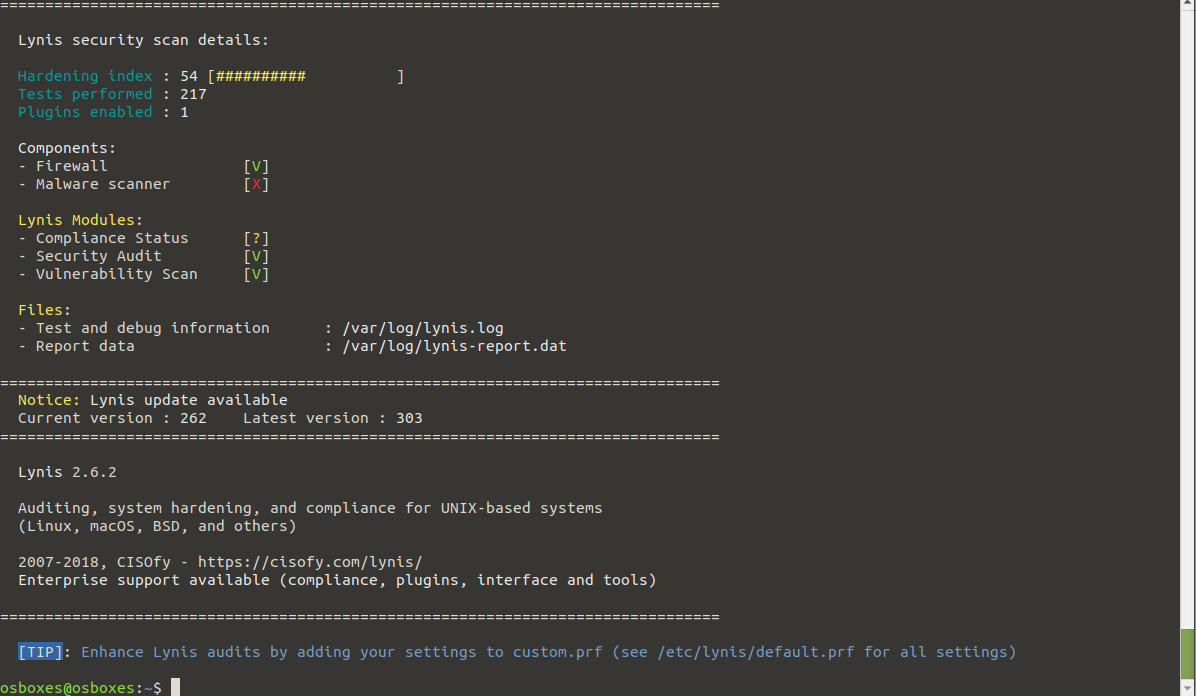 ================================================================================
Lynis security scan details:
Hardening index : 54 [##########          ]
Tests performed : 217
Plugins enabled : 1
Components:
- Firewall               [V]
- Malware scanner        [X]
Lynis Modules:
- Compliance Status      [?]
- Security Audit         [V]
- Vulnerability Scan     [V]
Files:
- Test and debug information      : /var/log/lynis.log
- Report data                     : /var/log/lynis-report.dat
================================================================================
Notice: Lynis update available
Current version : 262    Latest version : 303
================================================================================
Lynis 2.6.2
Auditing, system hardening, and compliance for UNIX-based systems
(Linux, macOS, BSD, and others)
2007-2018, CISOfy - https://cisofy.com/lynis/
Enterprise support available (compliance, plugins, interface and tools)
================================================================================
[TIP]: Enhance Lynis audits by adding your settings to custom.prf (see /etc/lynis/default.prf for all settings)
osboxes@osboxes:~$